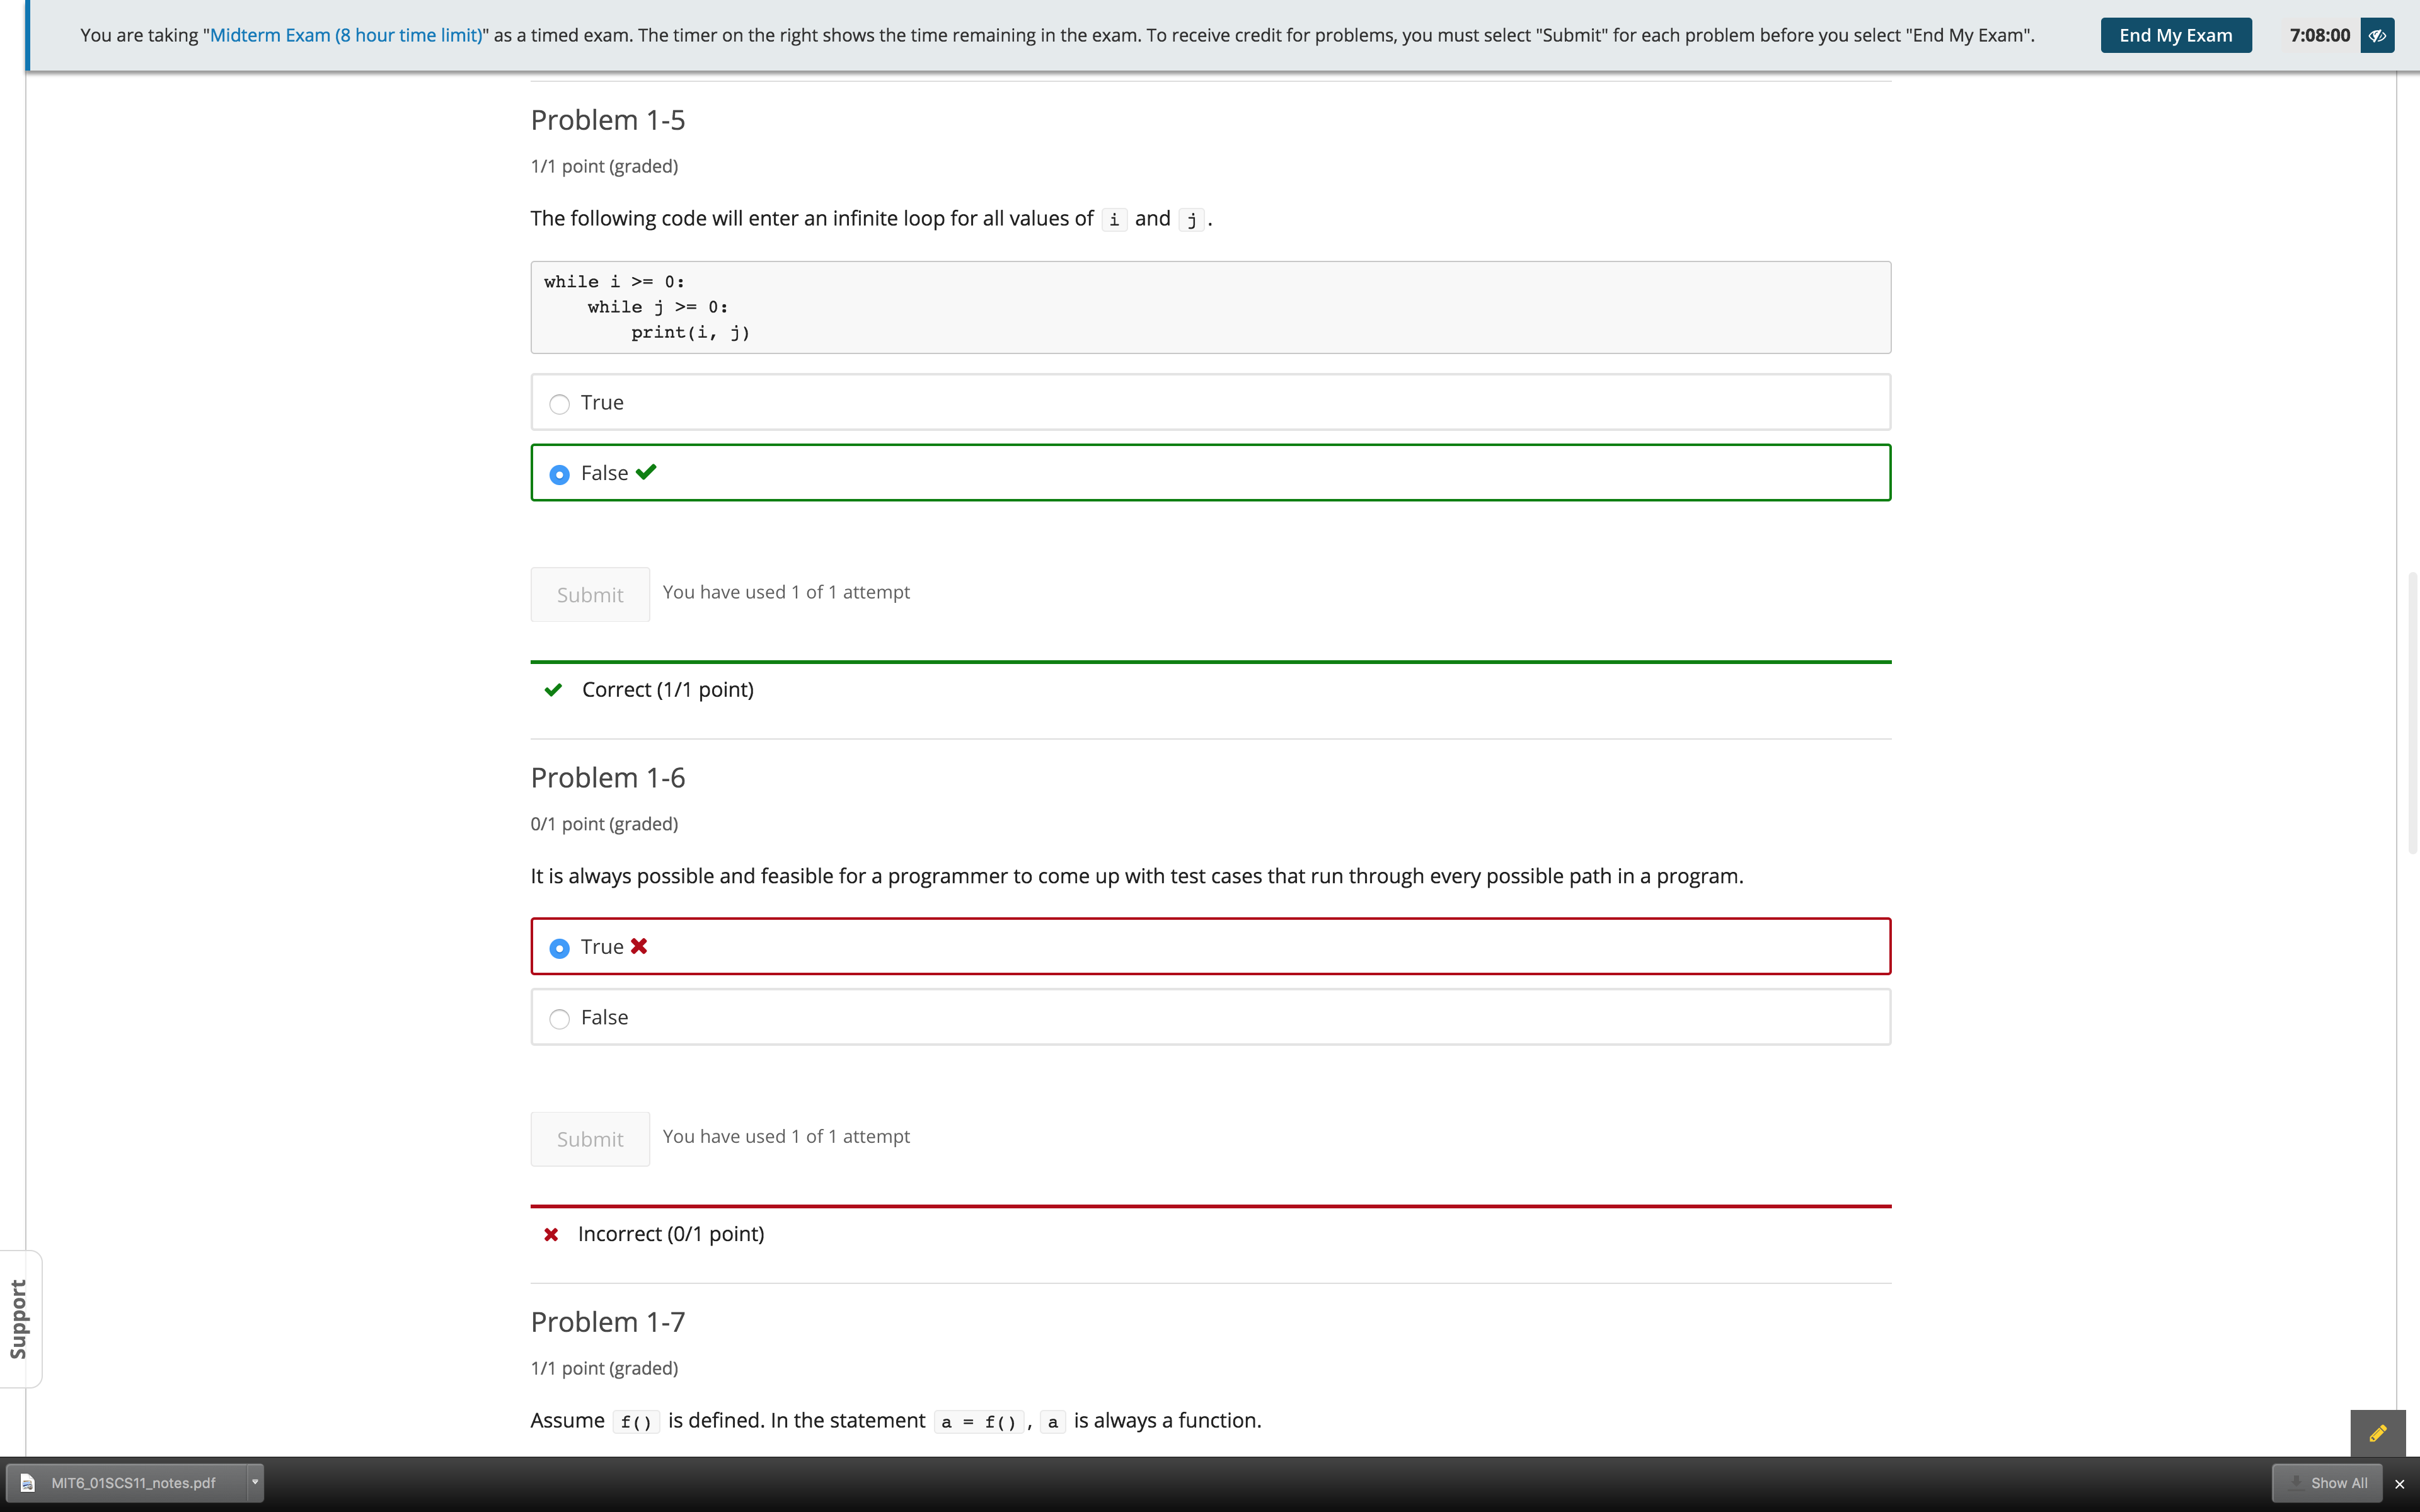 You are taking "Midterm Exam (8 hour time limit)" as a timed exam. The timer on the right shows the time remaining in the exam. To receive credit for problems, you must select "Submit" for each problem before you select "End My Exam".
End My Exam
7:08:00
Problem 1-5
1/1 point (graded)
The following code will enter an infinite loop for all values of i and j .
while i >= 0:
    while j >= 0:
        print(i, j)
True
False
Submit
You have used 1 of 1 attempt
Correct (1/1 point)
Problem 1-6
0/1 point (graded)
It is always possible and feasible for a programmer to come up with test cases that run through every possible path in a program.
True
False
Submit
You have used 1 of 1 attempt
Incorrect (0/1 point)
Problem 1-7
1/1 point (graded)
Assume f() is defined. In the statement a = f() , a is always a function.
Support
MIT6_01SCS11_notes.pdf
Show All